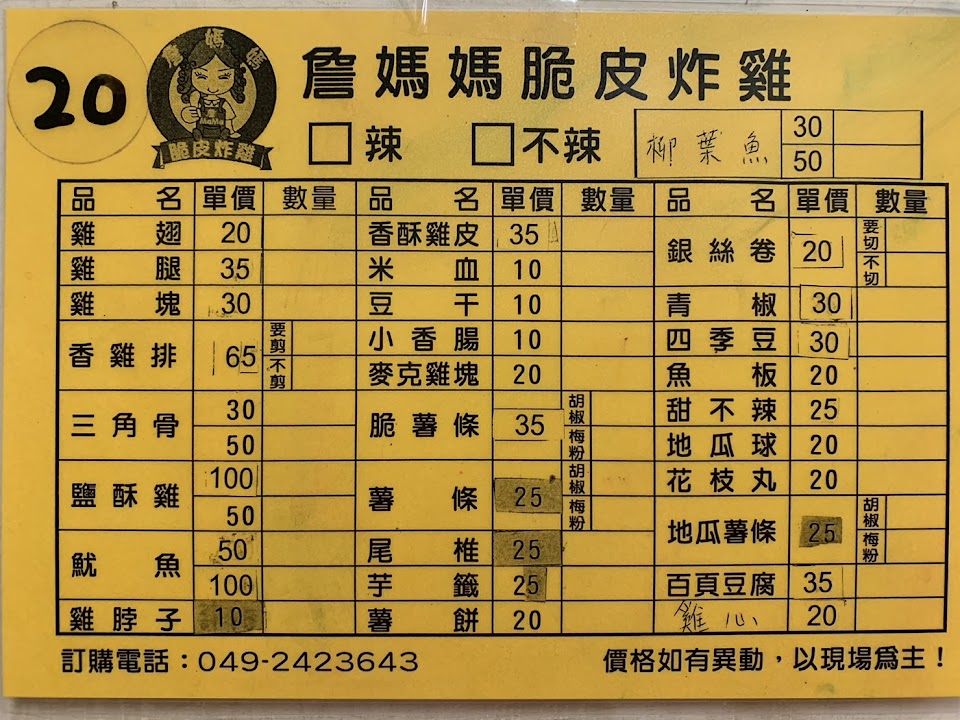 20
詹媽媽
MaMa
脆皮炸雞
詹媽媽脆皮炸雞
辣 不辣
柳葉魚 30
50
品名 單價 數量 品名 單價 數量 品名 單價 數量
雞翅 20 香酥雞皮 35 銀絲卷 20 要切 不切
雞腿 35 米血 10
雞塊 30 豆干 10 青椒 30
香雞排 65 要剪 不剪 小香腸 10 四季豆 30
麥克雞塊 20 魚板 20
三角骨 30 脆薯條 35 胡椒 梅粉 甜不辣 25
50 地瓜球 20
鹽酥雞 100 薯條 25 胡椒 梅粉 花枝丸 20
50 地瓜薯條 25 胡椒 梅粉
魷魚 50 尾椎 25
100 芋籤 25 百頁豆腐 35
雞脖子 10 薯餅 20 雞心 20
訂購電話：049-2423643 價格如有異動，以現場為主！